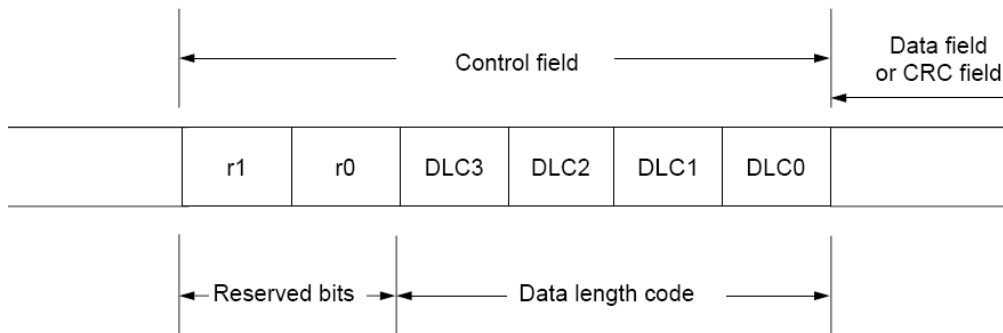 Control field
Data field
or CRC field
r1 r0 DLC3 DLC2 DLC1 DLC0
Reserved bits Data length code